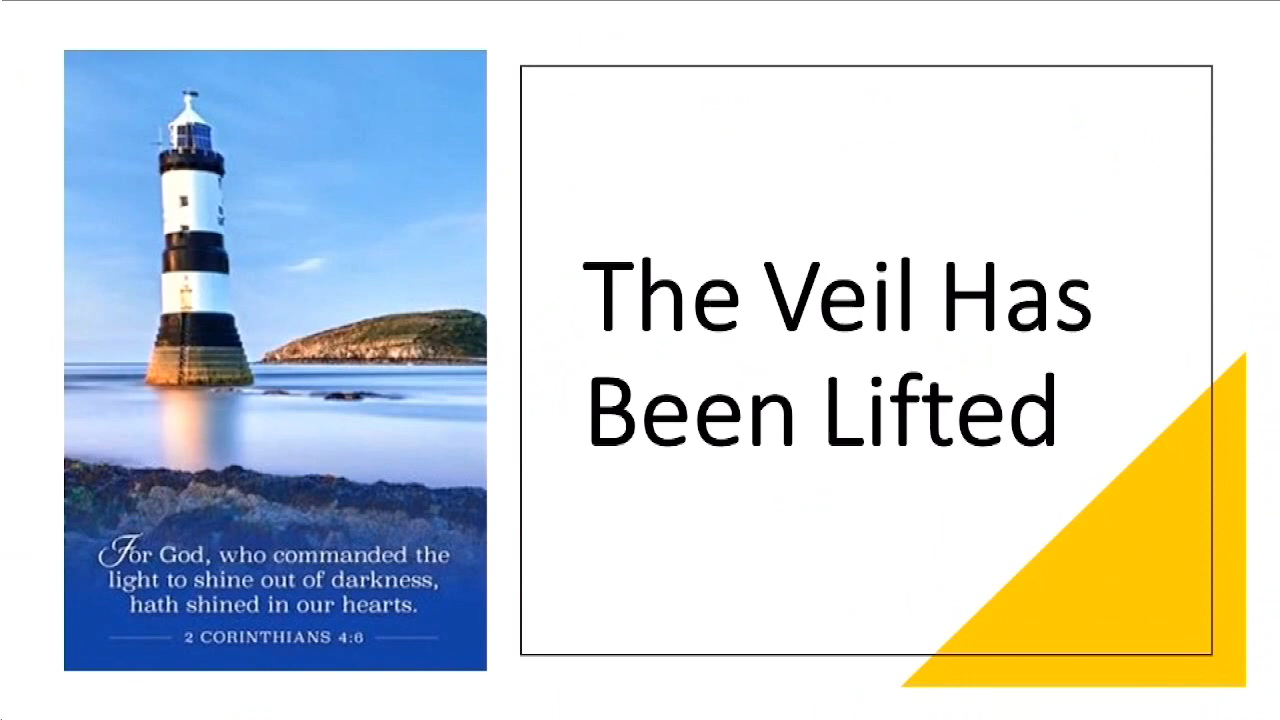 For God, who commanded the
light to shine out of darkness,
hath shined in our hearts.
2 CORINTHIANS 4:6
The Veil Has
Been Lifted